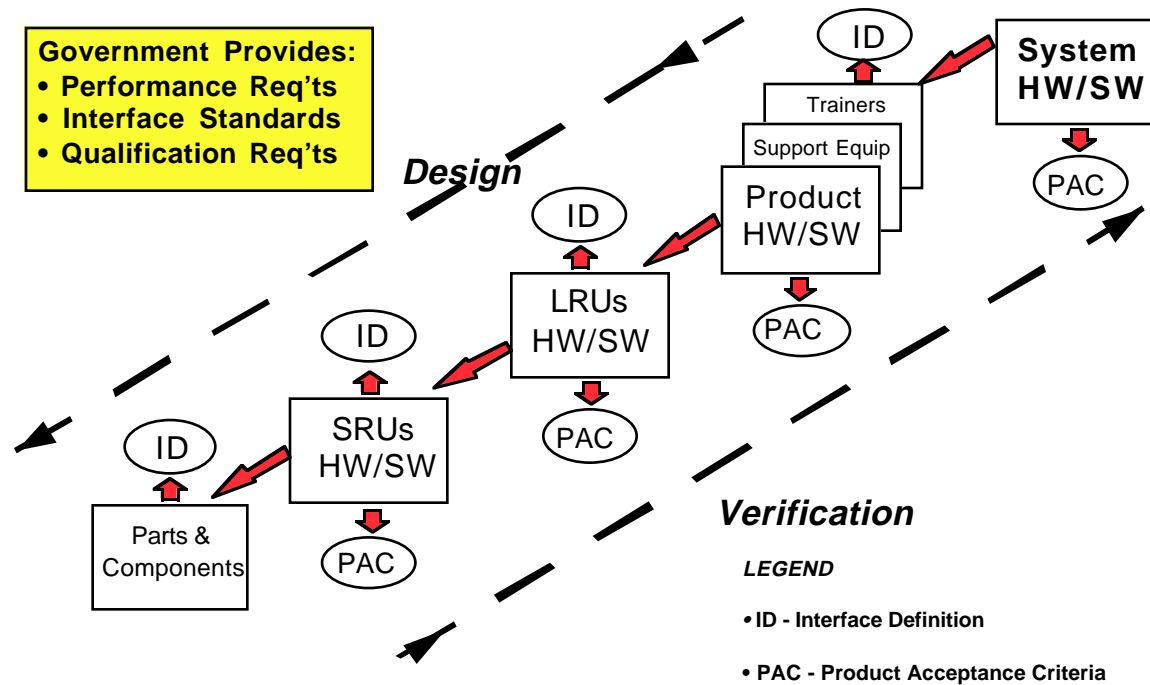 Government Provides:
• Performance Req'ts
• Interface Standards
• Qualification Req'ts
Design
ID
System
HW/SW
PAC
Trainers
Support Equip
Product
HW/SW
PAC
ID
LRUs
HW/SW
PAC
ID
SRUs
HW/SW
PAC
ID
Parts &
Components
Verification
LEGEND
• ID - Interface Definition
• PAC - Product Acceptance Criteria